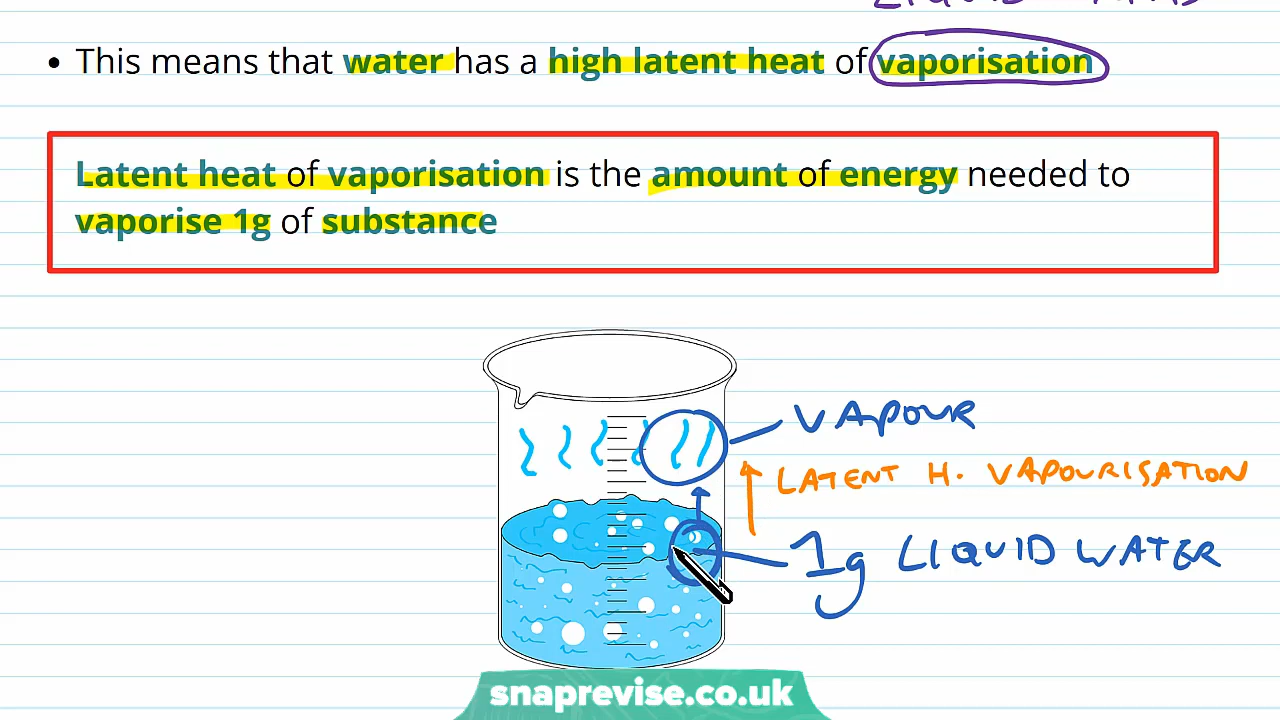 • This means that water has a high latent heat of vaporisation
Latent heat of vaporisation is the amount of energy needed to
vaporise 1g of substance
VAPOUR
LATENT H. VAPOURISATION
1g LIQUID WATER
snaprevise.co.uk